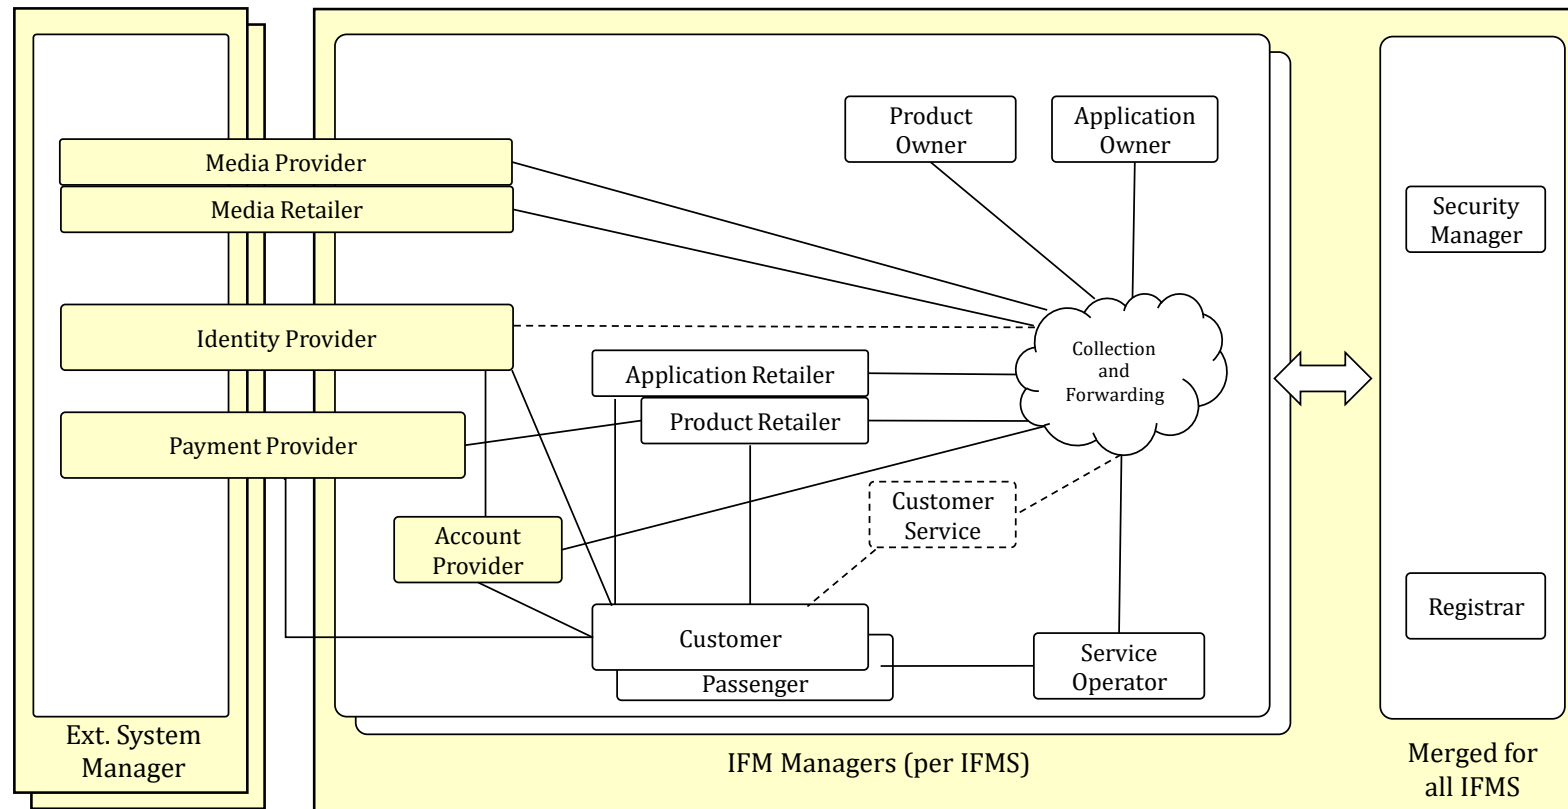 Product
Owner
Application
Owner
Media Provider
Media Retailer
Security
Manager
Identity Provider
Collection
and
Forwarding
Application Retailer
Product Retailer
Payment Provider
Customer
Service
Account
Provider
Registrar
Customer
Passenger
Service
Operator
Ext. System
Manager
IFM Managers (per IFMS)
Merged for
all IFMS